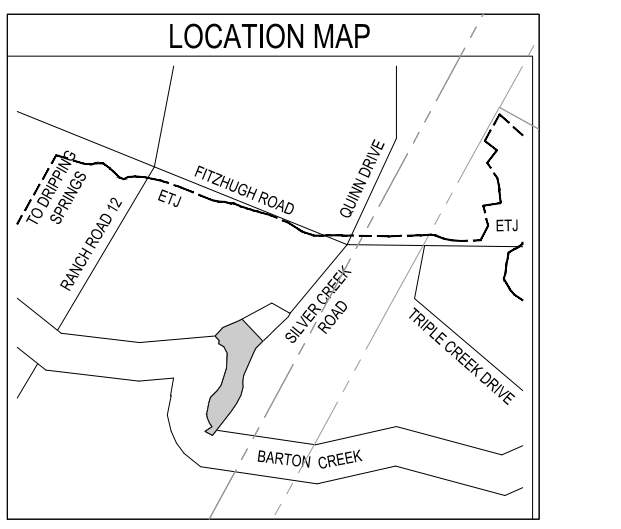 LOCATION MAP
FITZHUGH ROAD
QUINN DRIVE
TO DRIPPING
SPRINGS
ETJ
RANCH ROAD 12
ETJ
SILVER CREEK
ROAD
TRIPLE CREEK DRIVE
BARTON CREEK